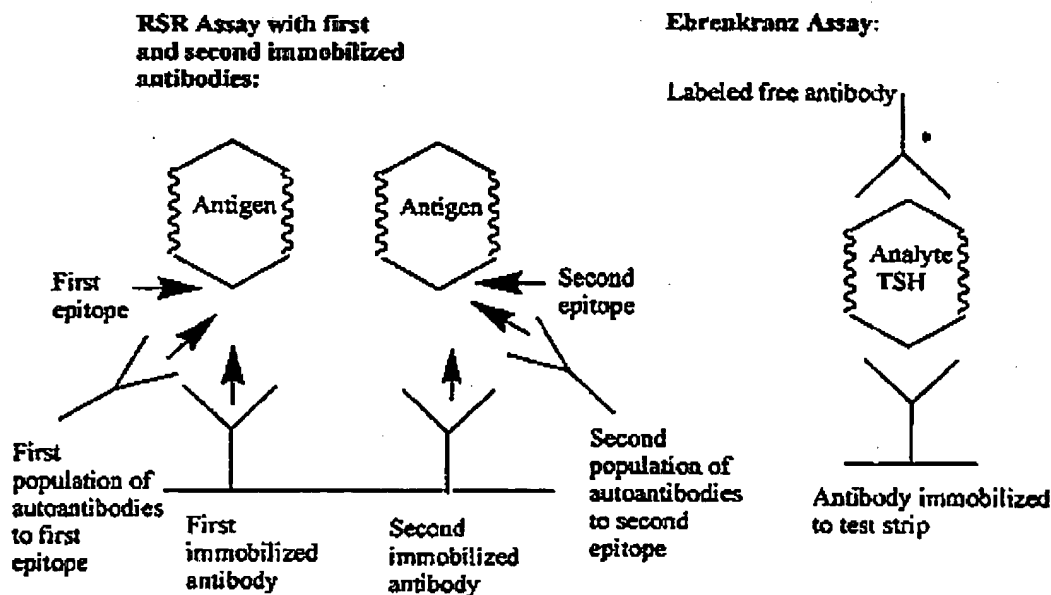 RSR Assay with first
and second immobilized
antibodies:
Ehrenkranz Assay:
Labeled free antibody
*
Antigen
Antigen
Analyte
TSH
First
epitope
Second
epitope
First
population of
autoantibodies
to first
epitope
First
immobilized
antibody
Second
immobilized
antibody
Second
population of
autoantibodies
to second
epitope
Antibody immobilized
to test strip